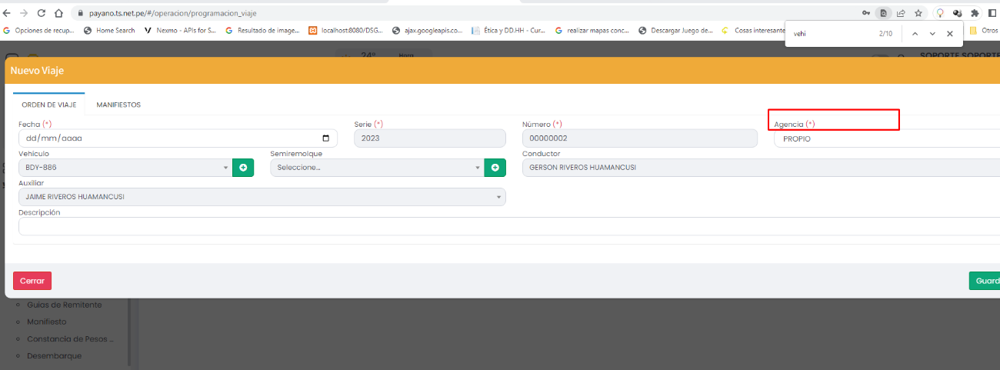 payano.ts.net.pe/#/operacion/programacion_viaje
Opciones de recup...
Home Search
Nexmo - APIs for S...
Resultado de image...
localhost:8080/DSG...
ajax.googleapis.co...
Ética y DD.HH - Cur...
realizar mapas conc...
Descargar Juego de...
Cosas interesante
Otros
vehi
2/10
24°
Hora
SOPORTE SOPORTE
Nuevo Viaje
ORDEN DE VIAJE
MANIFIESTOS
Fecha (*)
Serie (*)
Número (*)
Agencia (*)
dd/mm/aaaa
2023
00000002
PROPIO
Vehículo
Semiremolque
Conductor
BDY-886
Seleccione...
GERSON RIVEROS HUAMANCUSI
Auxiliar
JAIME RIVEROS HUAMANCUSI
Descripción
Cerrar
Guard
Guias de Remitente
Manifiesto
Constancia de Pesos ...
Desembarque